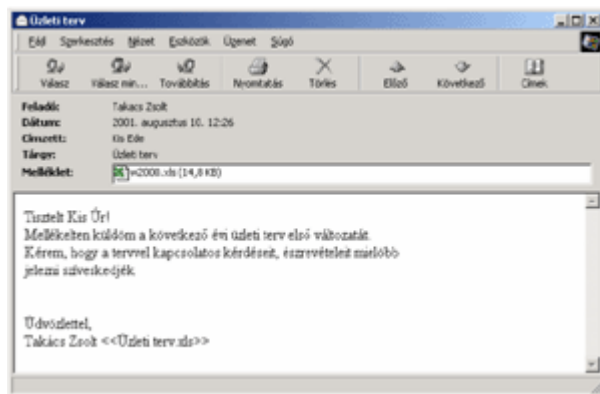 Üzleti terv
Fájl Szerkesztés Nézet Eszközök Üzenet Súgó
Válasz Válasz min... Továbbítás Nyomtatás Törlés Előző Következő Címek
Feladó: Takacs Zsolt
Dátum: 2001. augusztus 10. 12:26
Címzett: Kis Ede
Tárgy: Üzleti terv
Melléklet: w2000.xls (14,8 KB)
Tisztelt Kis Úr!
Mellékelten küldöm a következő évi üzleti terv első változatát.
Kérem, hogy a tervvel kapcsolatos kérdéseit, észrevételeit mielőbb
jelezni szíveskedjék.
Üdvözlettel,
Takács Zsolt <<Üzleti terv.xls>>